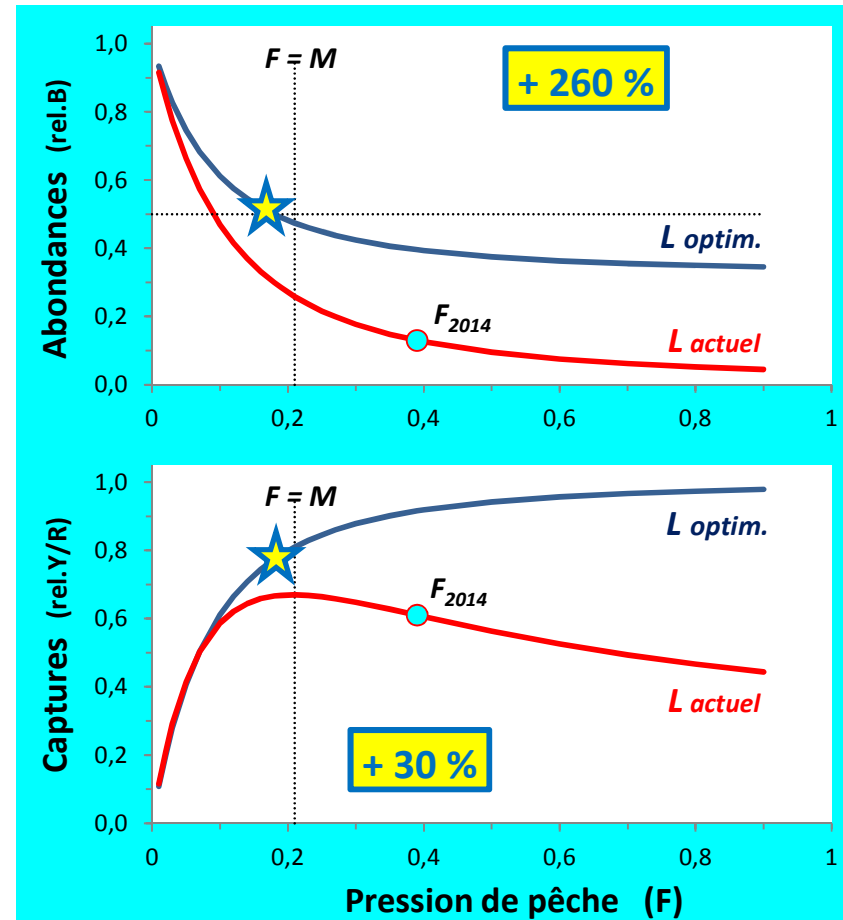 Abondances (rel.B)
1,0
0,8
0,6
0,4
0,2
0,0
F = M
+ 260 %
L optim.
F2014
L actuel
0
0,2
0,4
0,6
0,8
1
Captures (rel.Y/R)
1,0
0,8
0,6
0,4
0,2
0,0
F = M
L optim.
F2014
L actuel
+ 30 %
0
0,2
0,4
0,6
0,8
1
Pression de pêche (F)